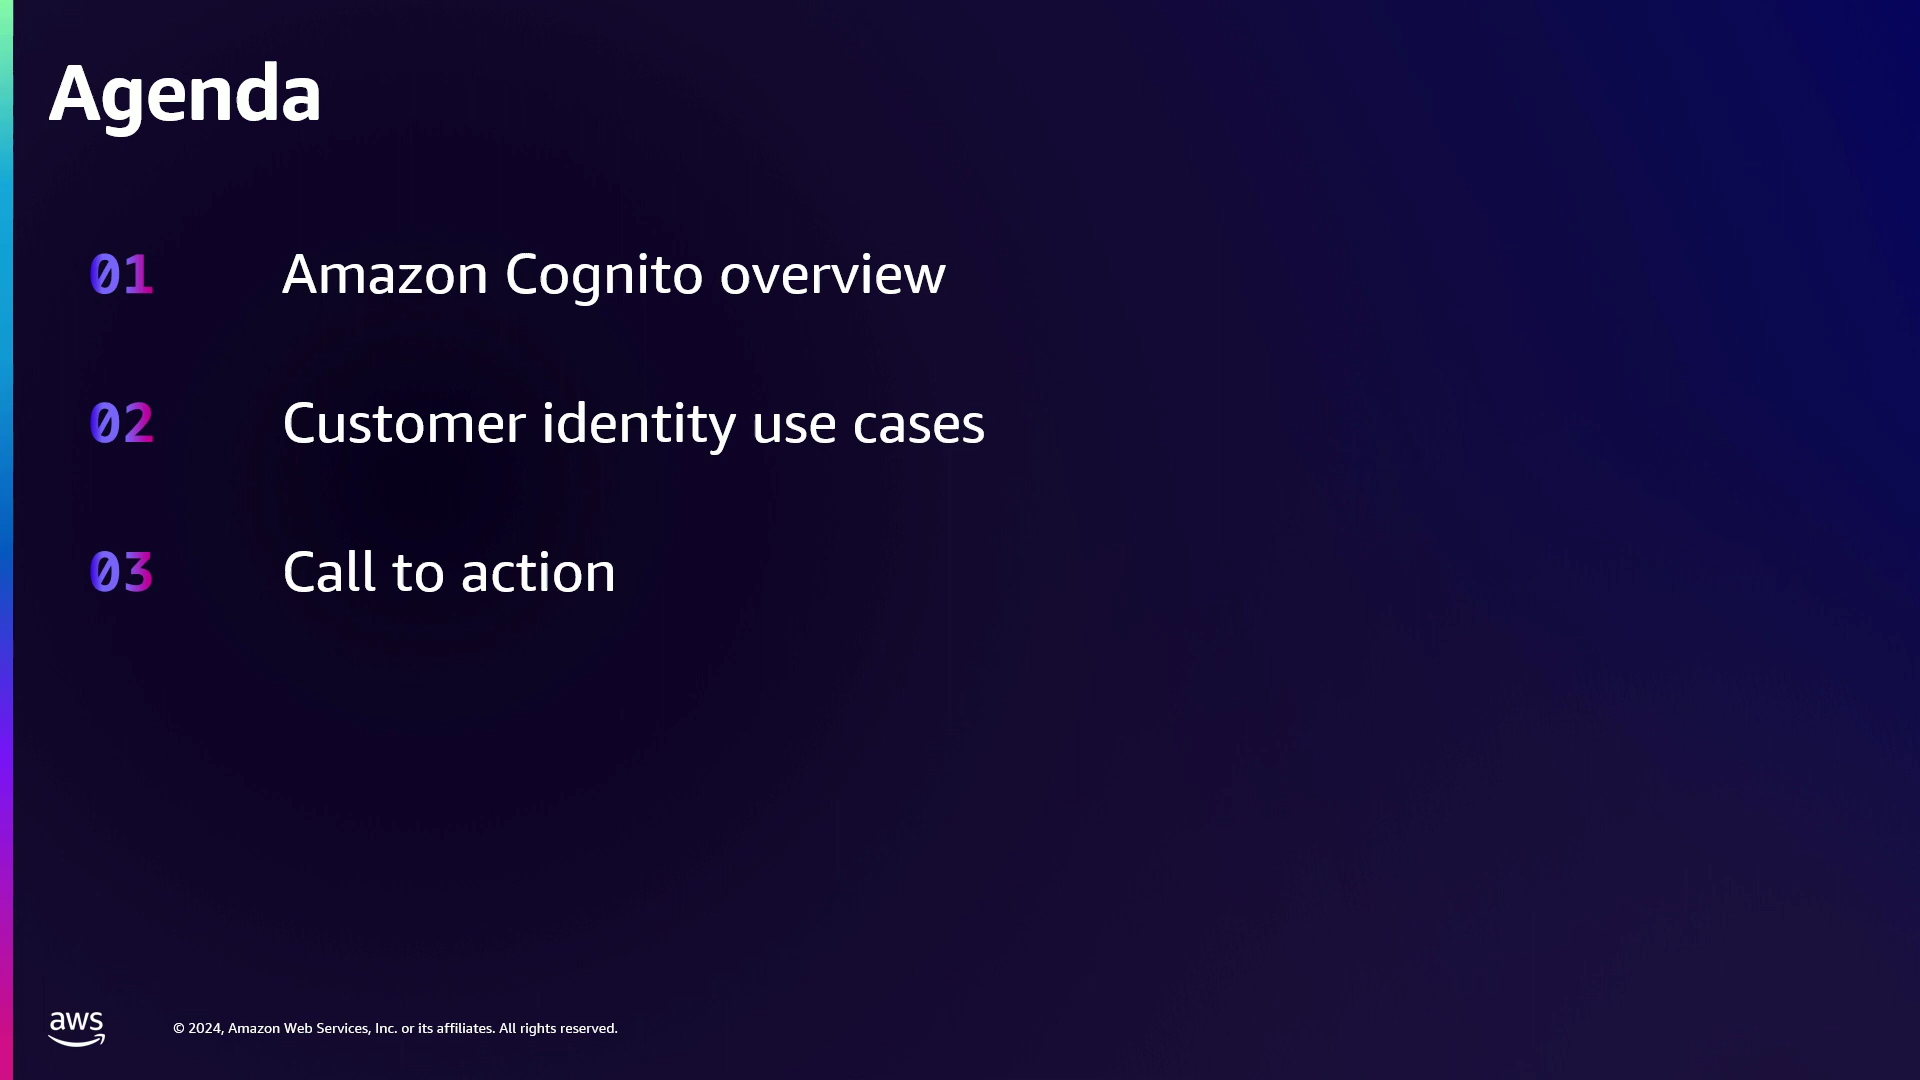 Agenda
01 Amazon Cognito overview
02 Customer identity use cases
03 Call to action
aws © 2024, Amazon Web Services, Inc. or its affiliates. All rights reserved.